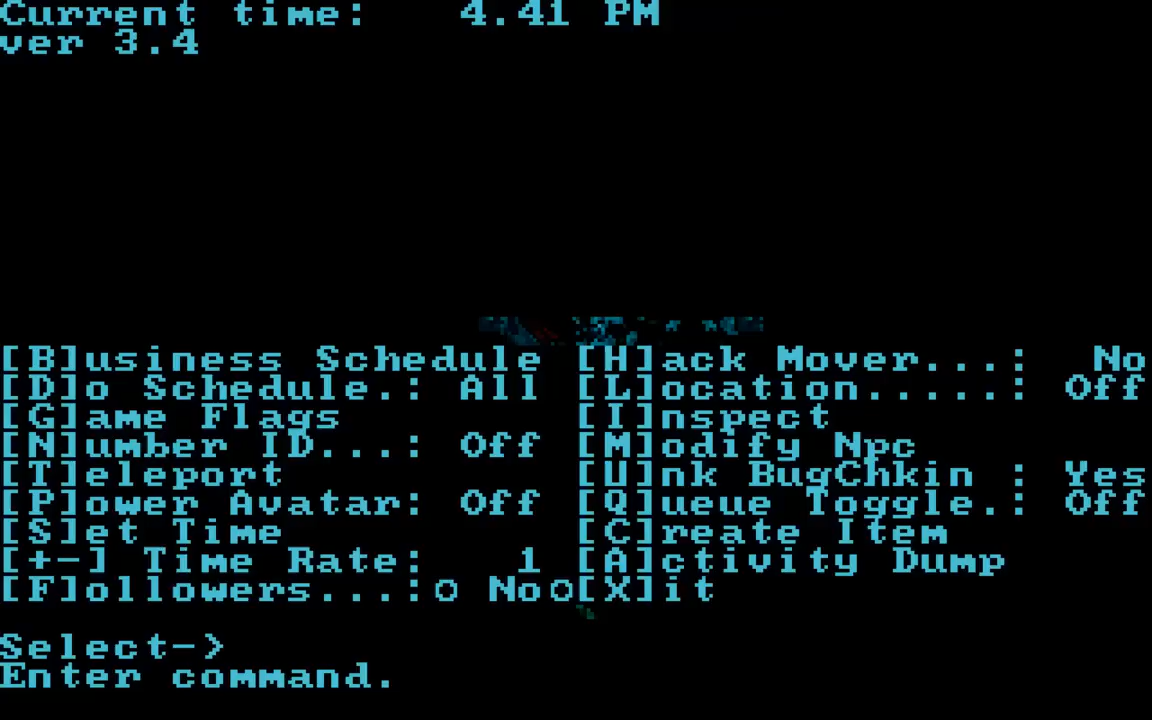 Current time:   4.41 PM
ver 3.4
[B]usiness Schedule [H]ack Mover...:  No
[D]o Schedule.: All [L]ocation.....: Off
[G]ame Flags [I]nspect
[N]umber ID...: Off [M]odify Npc
[T]eleport [U]nk BugChkin : Yes
[P]ower Avatar: Off [Q]ueue Toggle.: Off
[S]et Time [C]reate Item
[+-] Time Rate:   1 [A]ctivity Dump
[F]ollowers...:o No o[X]it
Select->
Enter command.